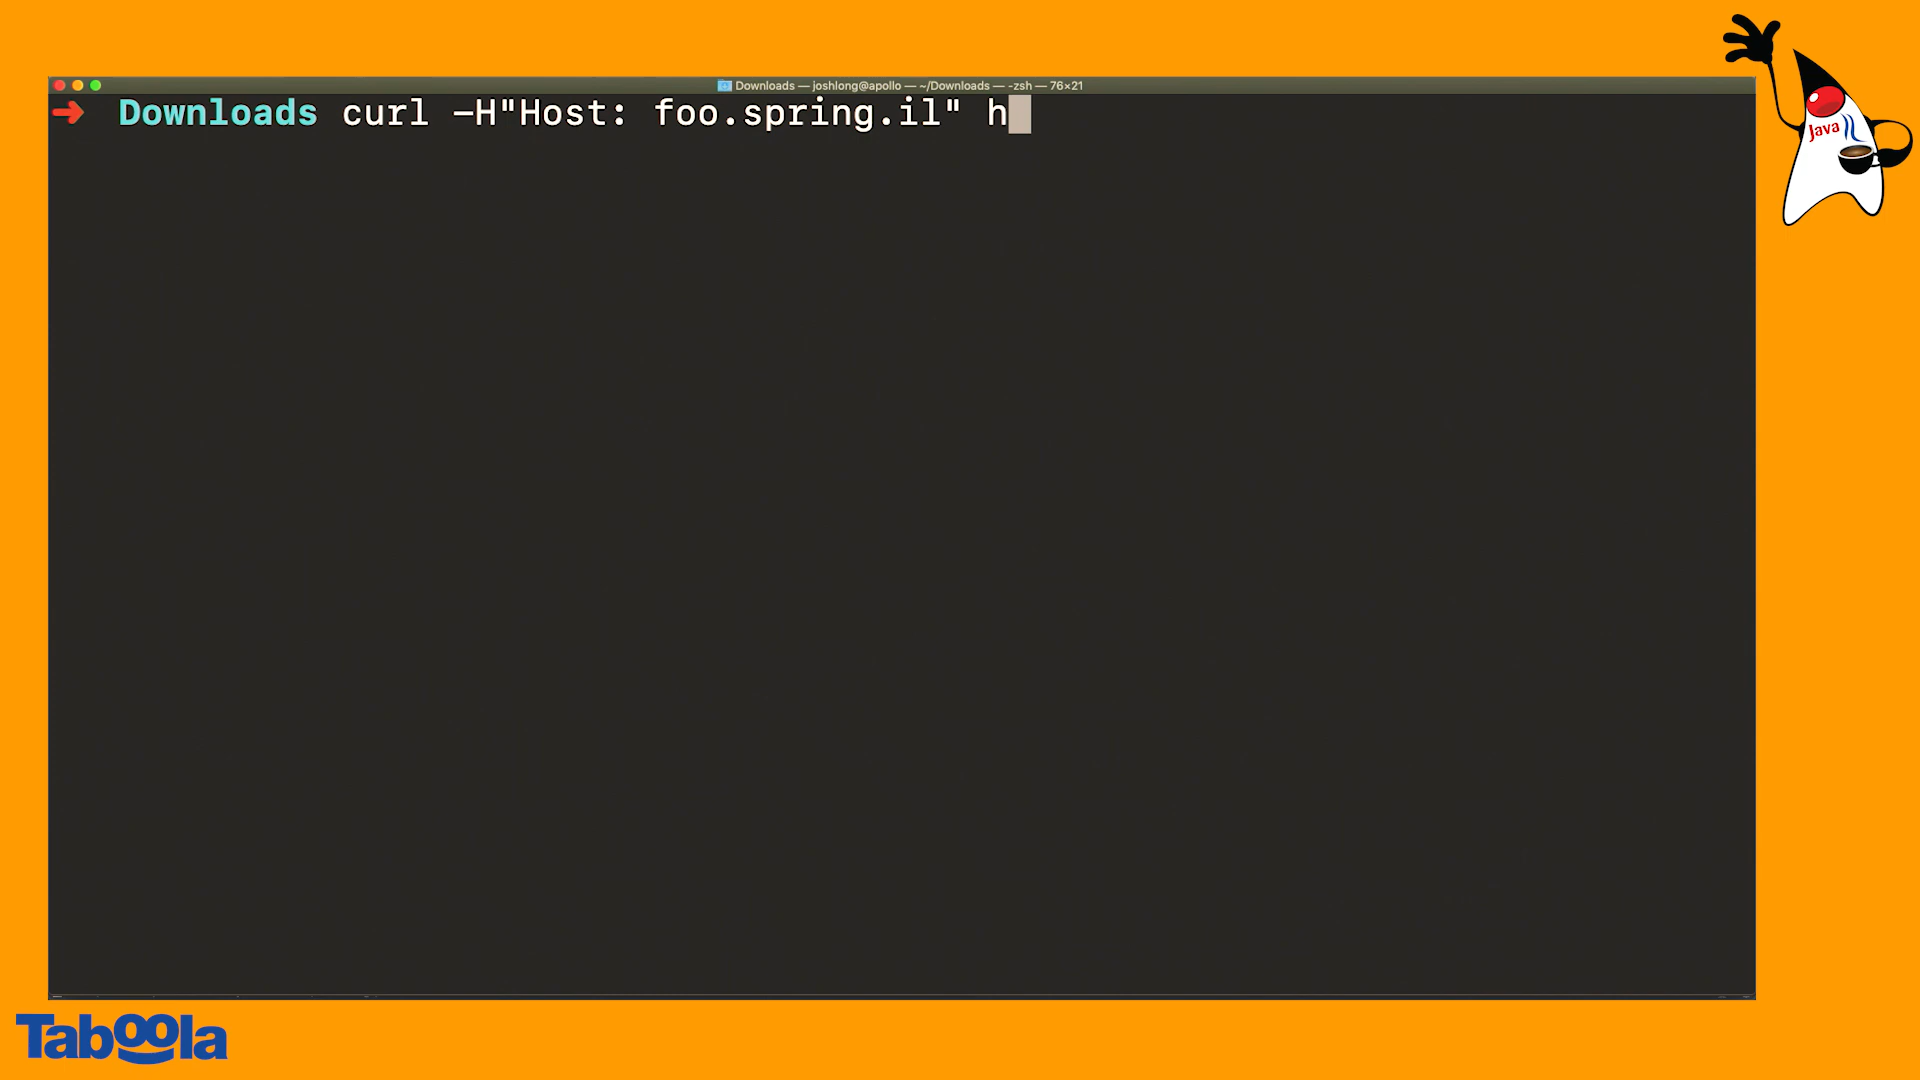 Downloads — joshlong@apollo — ~/Downloads — -zsh — 76×21
➜ Downloads curl -H"Host: foo.spring.il" h
Java
Taboola